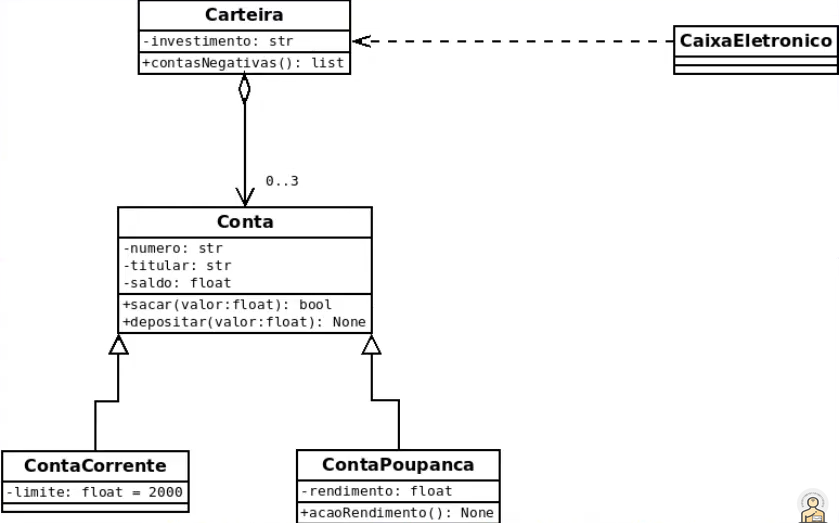 Carteira
-investimento: str
+contasNegativas(): list
CaixaEletronico
0..3
Conta
-numero: str
-titular: str
-saldo: float
+sacar(valor:float): bool
+depositar(valor:float): None
ContaCorrente
-limite: float = 2000
ContaPoupanca
-rendimento: float
+acaoRendimento(): None